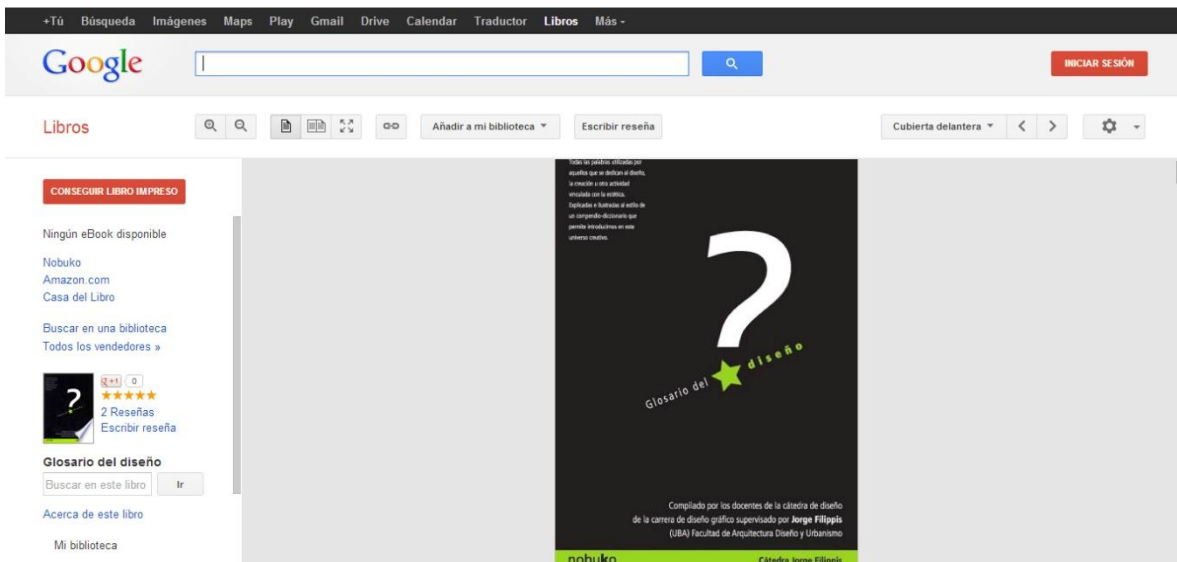 +Tú Búsqueda Imágenes Maps Play Gmail Drive Calendar Traductor Libros Más
Google
INICIAR SESIÓN
Libros
Añadir a mi biblioteca
Escribir reseña
Cubierta delantera
CONSEGUIR LIBRO IMPRESO
Ningún eBook disponible
Nobuko
Amazon.com
Casa del Libro
Buscar en una biblioteca
Todos los vendedores »
+1 0
2 Reseñas
Escribir reseña
Glosario del diseño
Buscar en este libro Ir
Acerca de este libro
Mi biblioteca
Todas las palabras utilizadas por
aquellos que se dedican al diseño,
la creación u otra actividad
vinculada con la estética.
Explicadas e ilustradas al estilo de
un compendio-diccionario que
permite introducirnos en este
universo creativo.
?
Glosario del diseño
Compilado por los docentes de la cátedra de diseño
de la carrera de diseño gráfico supervisado por Jorge Filippis
(UBA) Facultad de Arquitectura Diseño y Urbanismo
nobuko
Cátedra Jorge Filippis